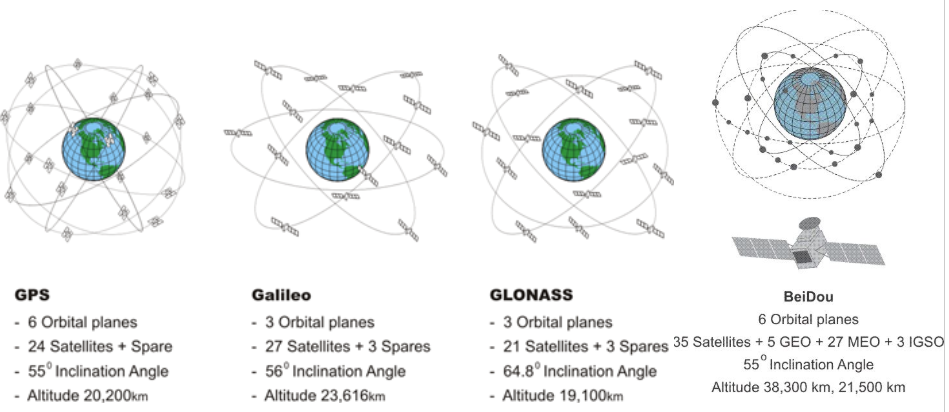 GPS
- 6 Orbital planes
- 24 Satellites + Spare
- 55⁰ Inclination Angle
- Altitude 20,200km
Galileo
- 3 Orbital planes
- 27 Satellites + 3 Spares
- 56⁰ Inclination Angle
- Altitude 23,616km
GLONASS
- 3 Orbital planes
- 21 Satellites + 3 Spares
- 64.8⁰ Inclination Angle
- Altitude 19,100km
BeiDou
6 Orbital planes
35 Satellites + 5 GEO + 27 MEO + 3 IGSO
55° Inclination Angle
Altitude 38,300 km, 21,500 km